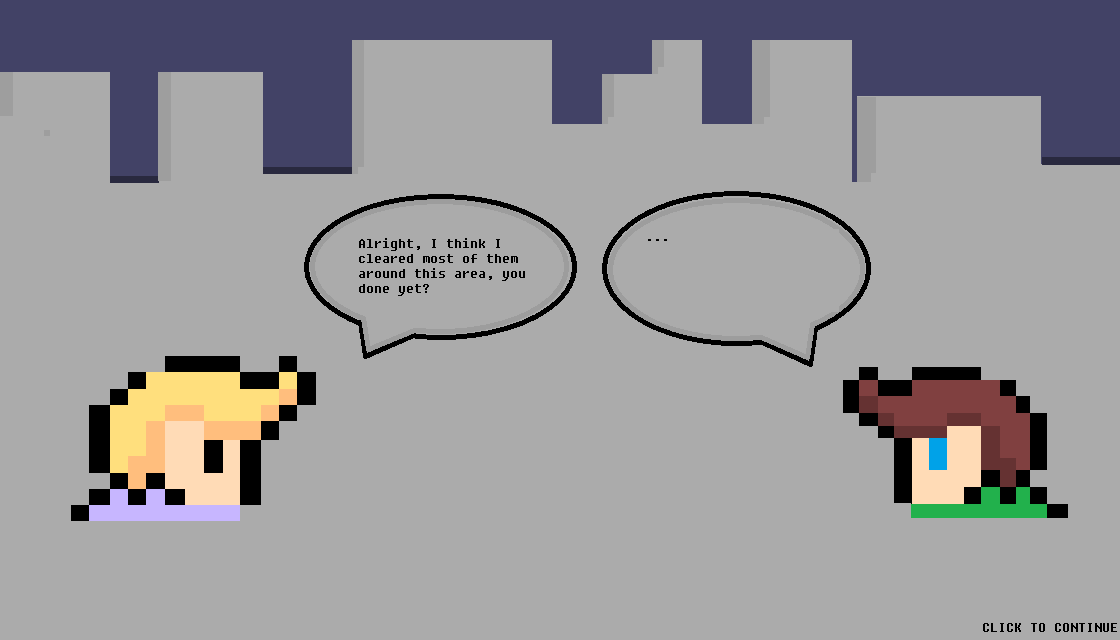 Alright, I think I
cleared most of them
around this area, you
done yet?
...
CLICK TO CONTINUE